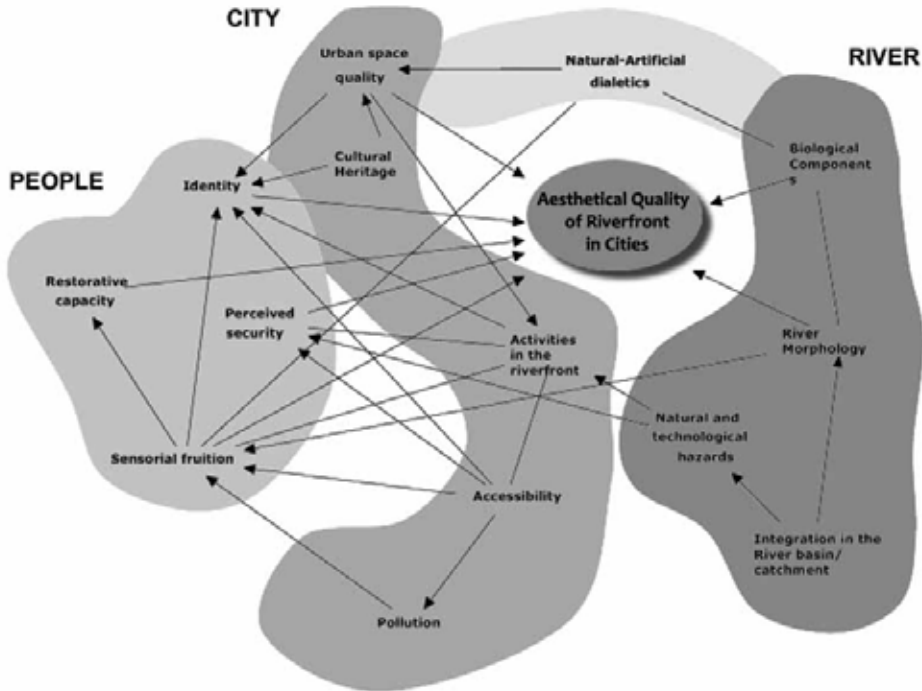 CITY
Urban space
quality
Natural-Artificial
dialetics
RIVER
Cultural
Heritage
Biological
Component
s
PEOPLE
Identity
Aesthetical Quality
of Riverfront
in Cities
Restorative
capacity
Perceived
security
Activities
in the
riverfront
River
Morphology
Natural and
technological
hazards
Sensorial fruition
Accessibility
Integration in the
River basin/
catchment
Pollution